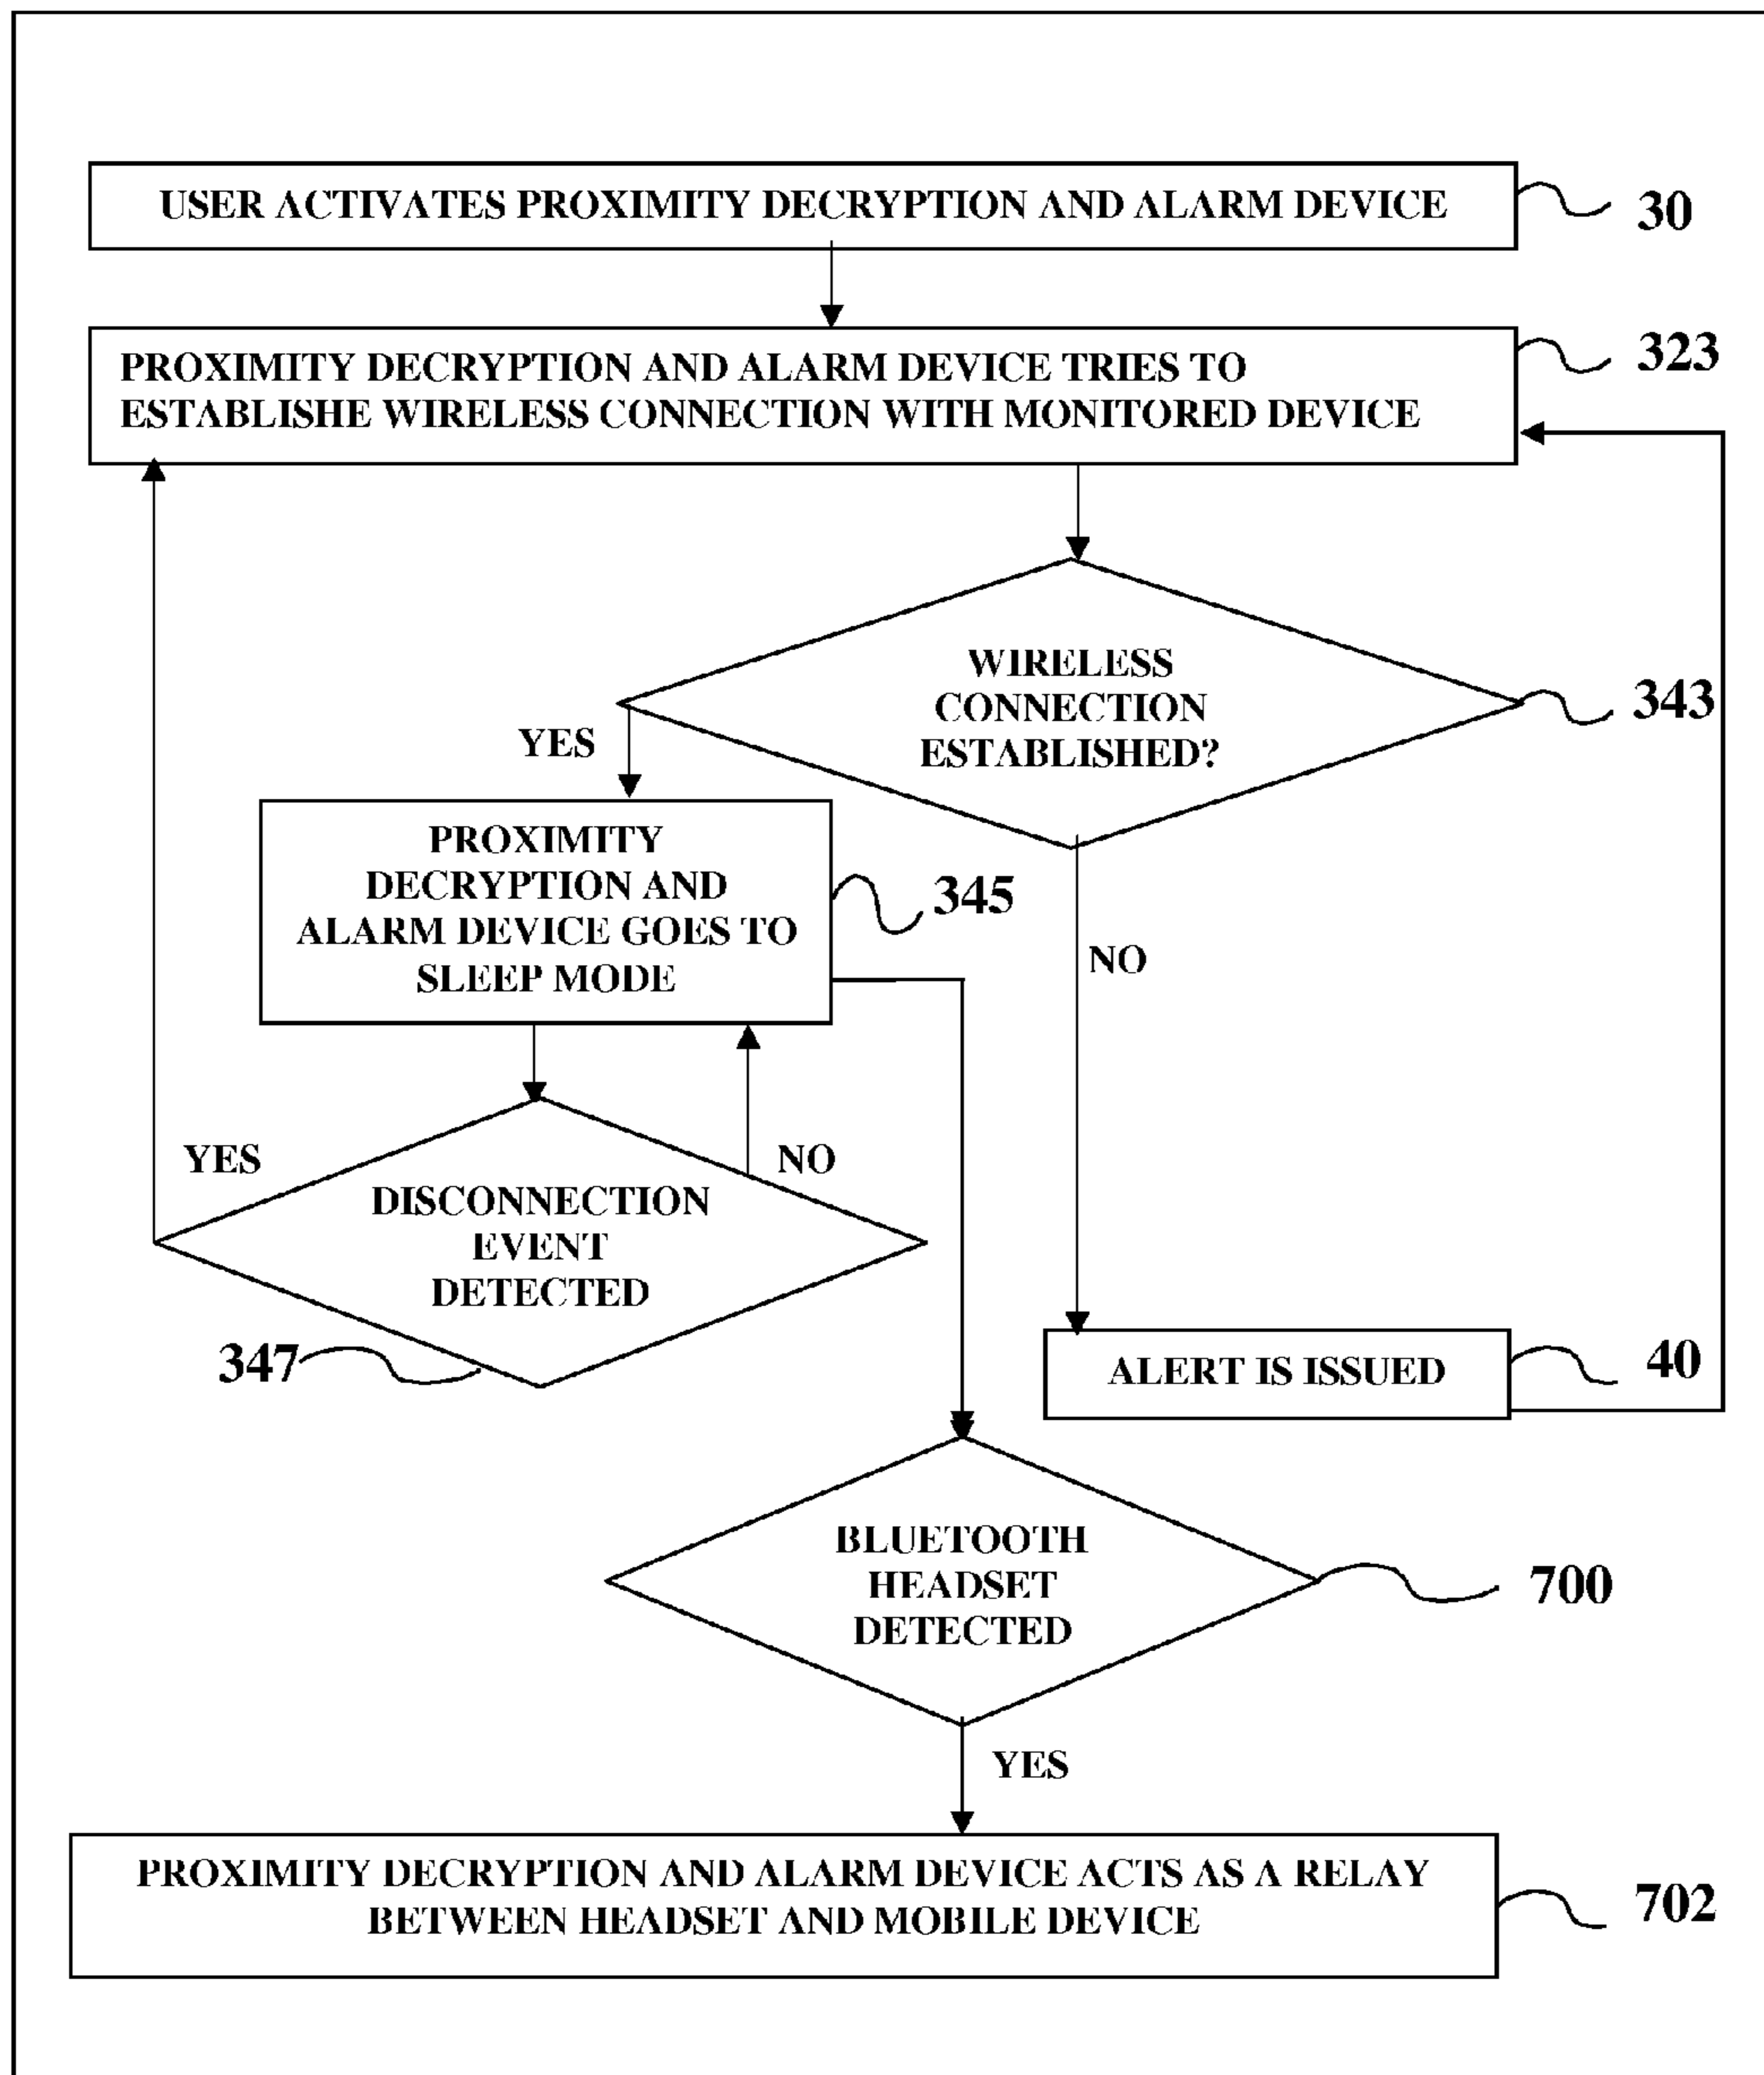 USER ACTIVATES PROXIMITY DECRYPTION AND ALARM DEVICE
30
PROXIMITY DECRYPTION AND ALARM DEVICE TRIES TO
ESTABLISHE WIRELESS CONNECTION WITH MONITORED DEVICE
323
WIRELESS
CONNECTION
ESTABLISHED?
343
YES
PROXIMITY
DECRYPTION AND
ALARM DEVICE GOES TO
SLEEP MODE
345
NO
YES
NO
DISCONNECTION
EVENT
DETECTED
347
ALERT IS ISSUED
40
BLUETOOTH
HEADSET
DETECTED
700
YES
PROXIMITY DECRYPTION AND ALARM DEVICE ACTS AS A RELAY
BETWEEN HEADSET AND MOBILE DEVICE
702